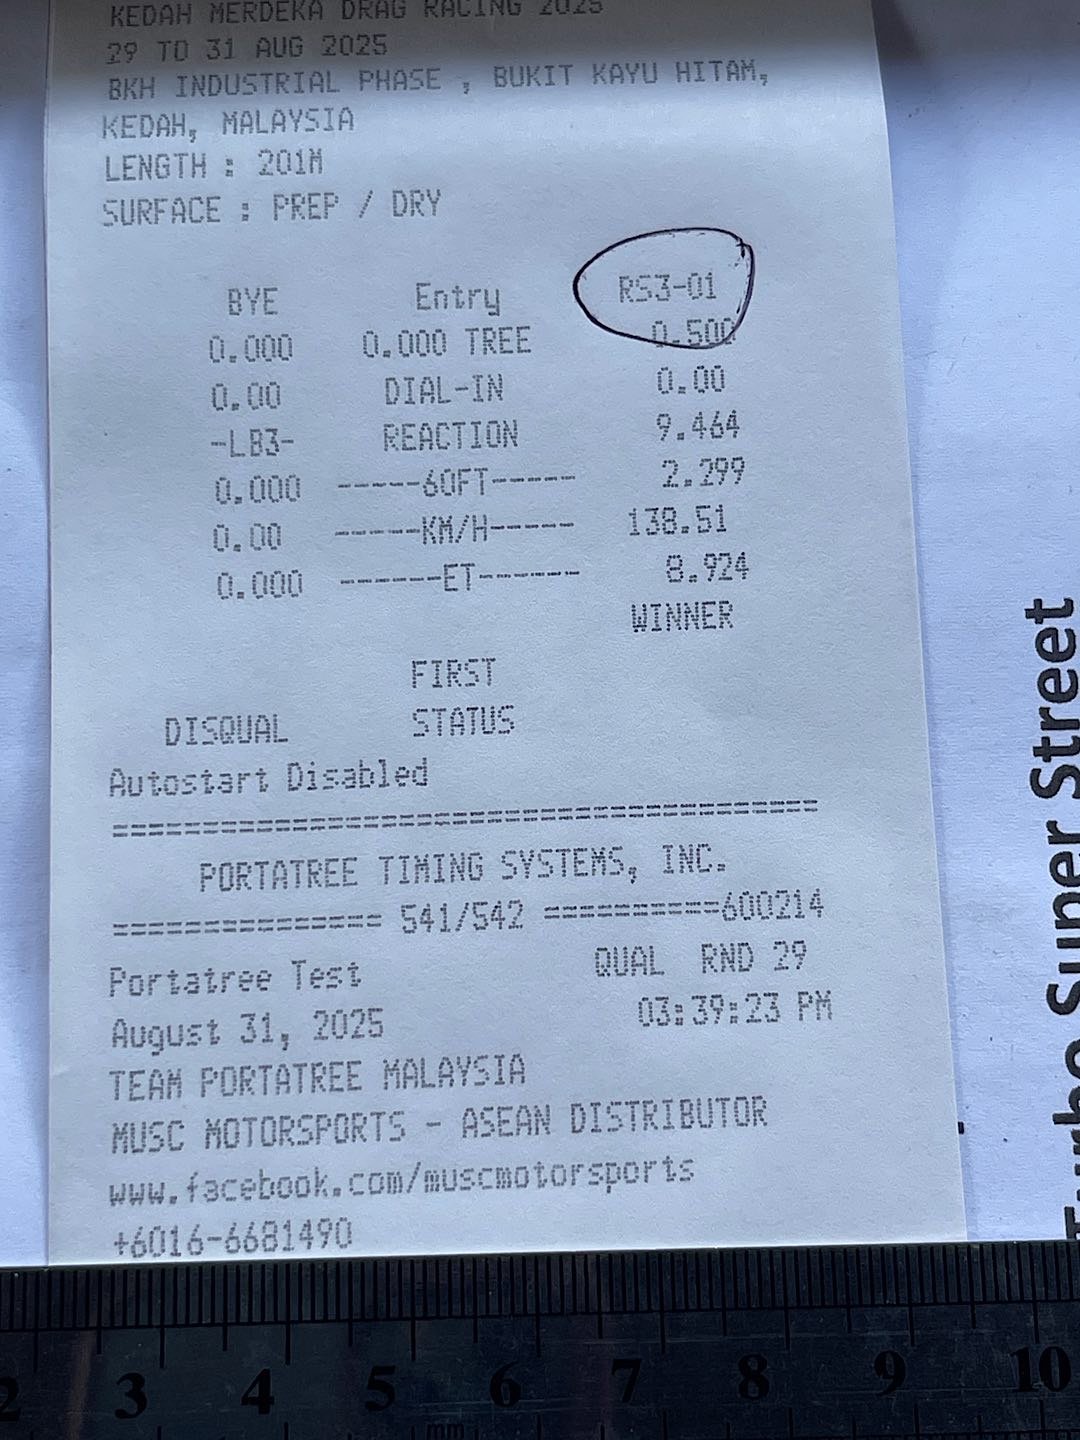 KEDAH MERDEKA DRAG RACING 2025
29 TO 31 AUG 2025
BKH INDUSTRIAL PHASE , BUKIT KAYU HITAM,
KEDAH, MALAYSIA
LENGTH : 201M
SURFACE : PREP / DRY
BYE Entry RS3-01
0.000 0.000 TREE 0.500
0.00 DIAL-IN 0.00
-LB3- REACTION 9.464
0.000 -----60FT----- 2.299
0.00 -----KM/H----- 138.51
0.000 ------ET------ 8.924
WINNER
FIRST
DISQUAL STATUS
Autostart Disabled
========================================
PORTATREE TIMING SYSTEMS, INC.
=============== 541/542 ==========600214
Portatree Test QUAL RND 29
August 31, 2025 03:39:23 PM
TEAM PORTATREE MALAYSIA
MUSC MOTORSPORTS - ASEAN DISTRIBUTOR
www.facebook.com/muscmotorsports
+6016-6681490
Turbo Super Street
2 3 4 5 6 7 8 9 10
mm